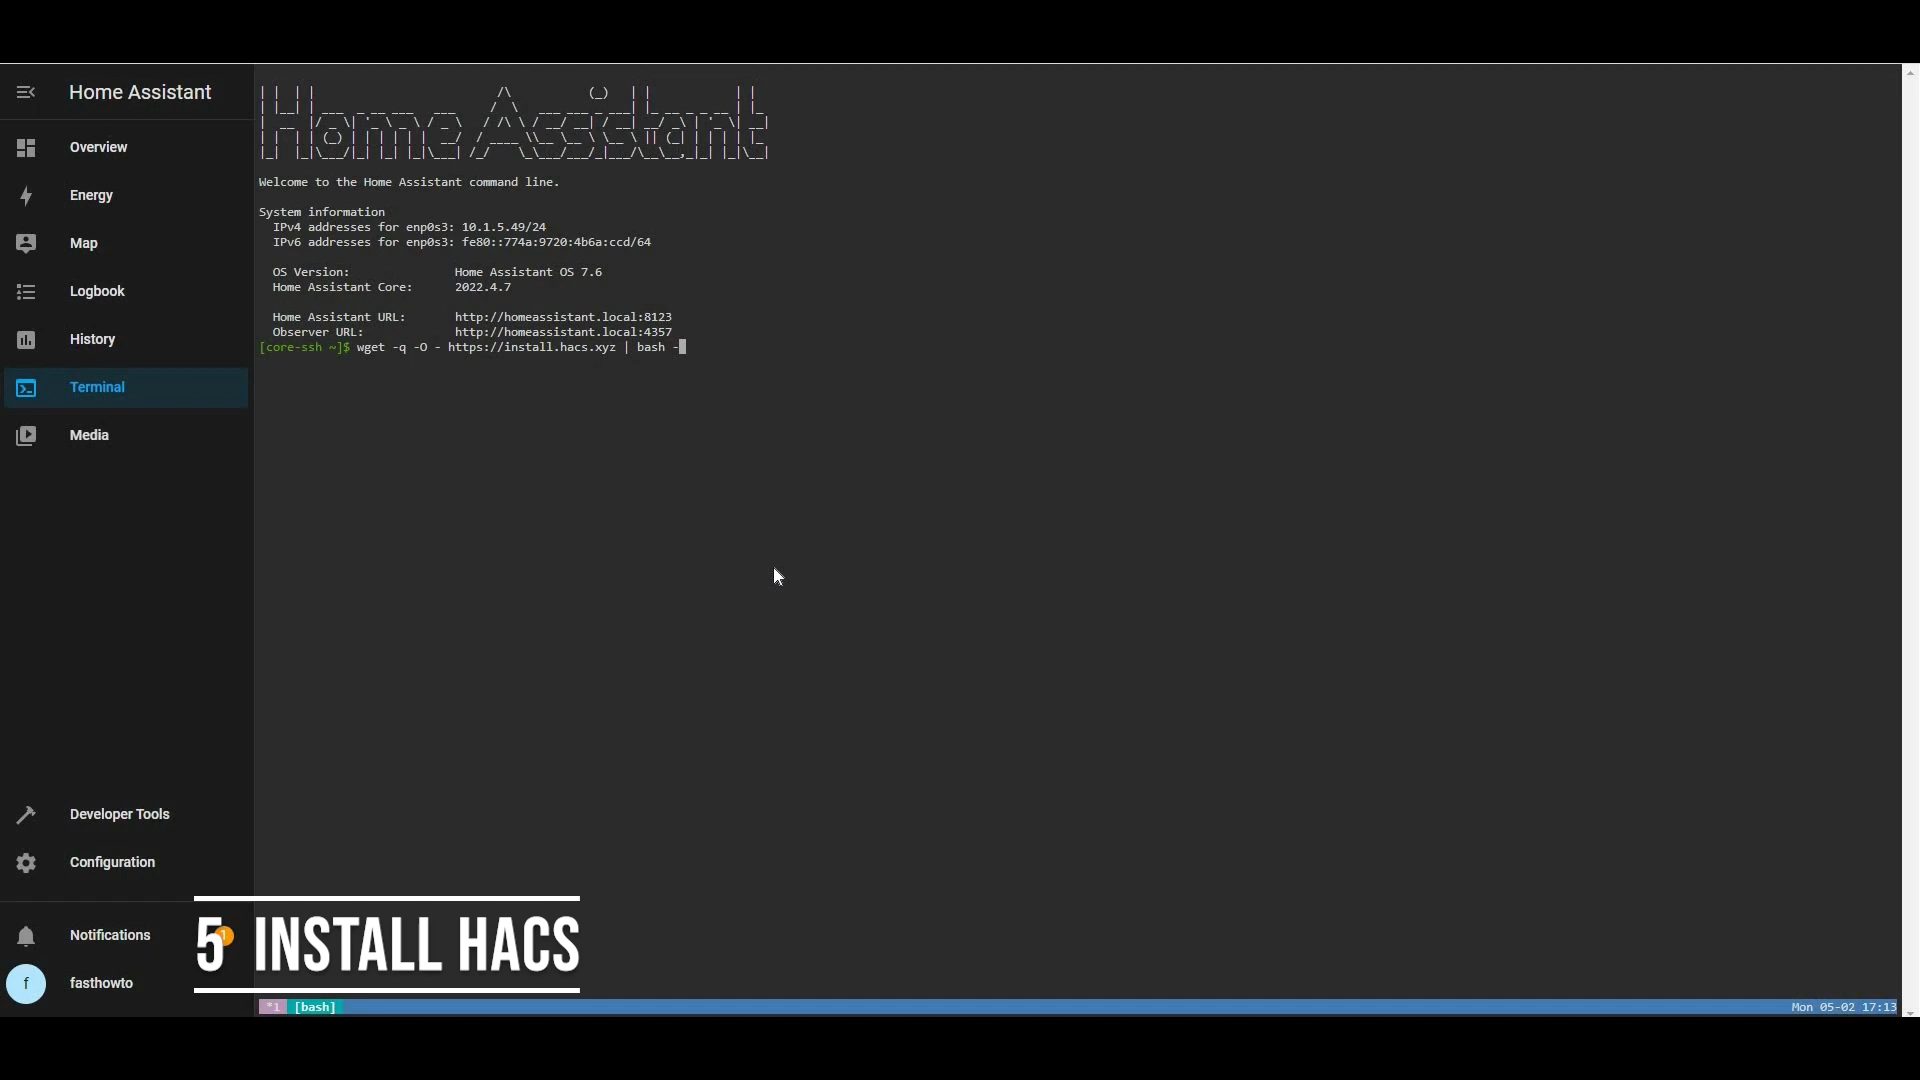 Home Assistant
Overview
Energy
Map
Logbook
History
Terminal
Media
Developer Tools
Configuration
Notifications
1
f
fasthowto
Home Assistant
Welcome to the Home Assistant command line.
System information
IPv4 addresses for enp0s3: 10.1.5.49/24
IPv6 addresses for enp0s3: fe80::774a:9720:4b6a:ccd/64
OS Version: Home Assistant OS 7.6
Home Assistant Core: 2022.4.7
Home Assistant URL: http://homeassistant.local:8123
Observer URL: http://homeassistant.local:4357
[core-ssh ~]$ wget -q -O - https://install.hacs.xyz | bash -
5 INSTALL HACS
*1 [bash] Mon 05-02 17:13